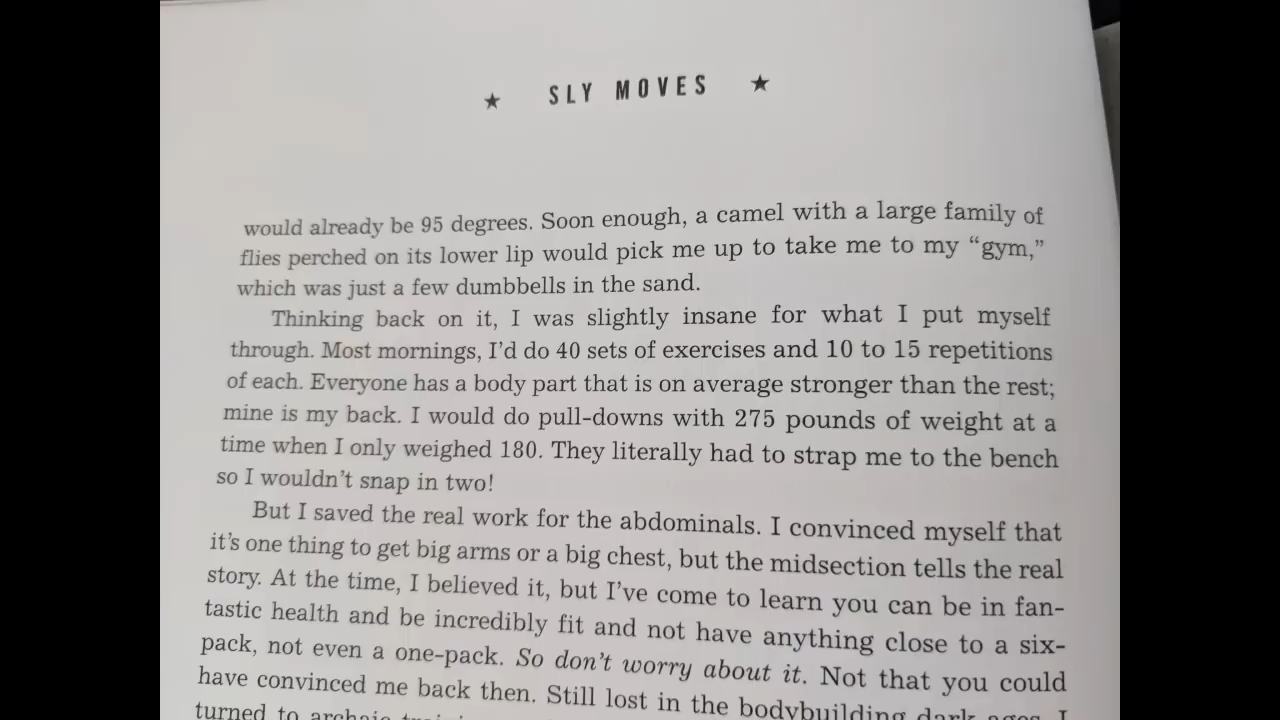 ★ SLY MOVES ★
would already be 95 degrees. Soon enough, a camel with a large family of
flies perched on its lower lip would pick me up to take me to my “gym,”
which was just a few dumbbells in the sand.
Thinking back on it, I was slightly insane for what I put myself
through. Most mornings, I’d do 40 sets of exercises and 10 to 15 repetitions
of each. Everyone has a body part that is on average stronger than the rest;
mine is my back. I would do pull-downs with 275 pounds of weight at a
time when I only weighed 180. They literally had to strap me to the bench
so I wouldn’t snap in two!
But I saved the real work for the abdominals. I convinced myself that
it’s one thing to get big arms or a big chest, but the midsection tells the real
story. At the time, I believed it, but I’ve come to learn you can be in fan-
tastic health and be incredibly fit and not have anything close to a six-
pack, not even a one-pack. So don’t worry about it. Not that you could
have convinced me back then. Still lost in the bodybuilding dark ages, I
turned to archaic